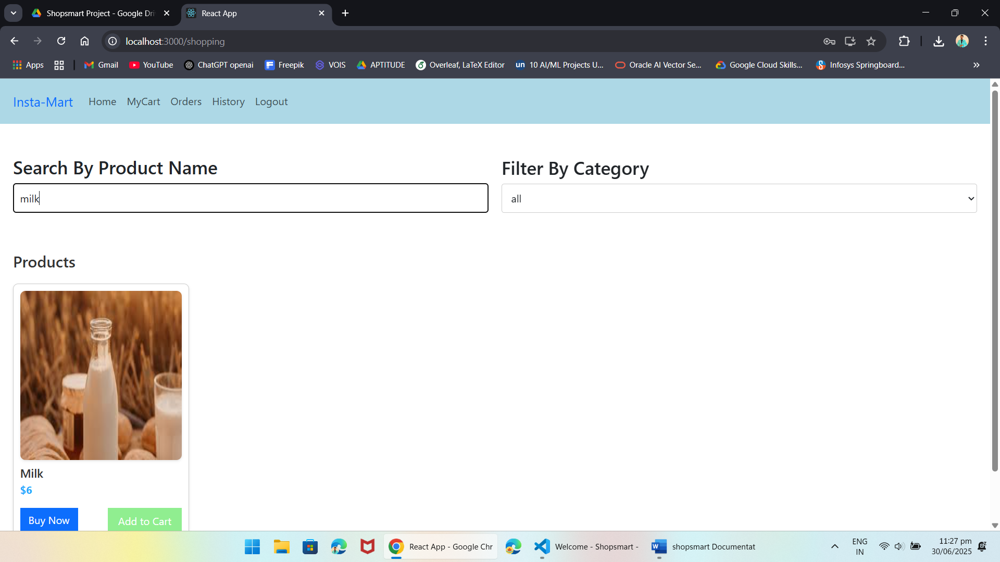 Shopsmart Project - Google Dri
React App
localhost:3000/shopping
Apps
Gmail
YouTube
ChatGPT openai
Freepik
VOIS
APTITUDE
Overleaf, LaTeX Editor
un 10 AI/ML Projects U...
Oracle AI Vector Se...
Google Cloud Skills...
Infosys Springboard...
Insta-Mart Home MyCart Orders History Logout
Search By Product Name
Filter By Category
milk
all
Products
Milk
$6
Buy Now
Add to Cart
React App - Google Chr
Welcome - Shopsmart -
shopsmart Documentat
ENG
IN
11:27 pm
30/06/2025